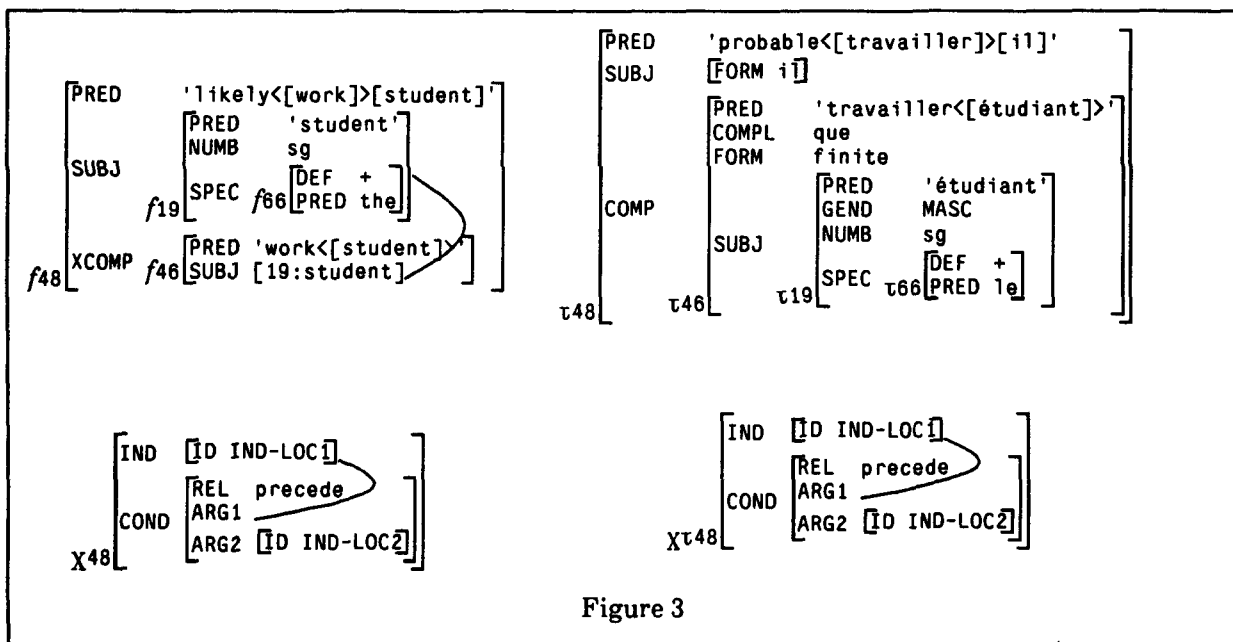 PRED 'likely<[work]>[student]'
SUBJ
PRED 'student'
NUMB sg
SPEC
DEF +
PRED the
f66
f19
XCOMP
PRED 'work<[student]>'
SUBJ [19:student]
f46
f48
PRED 'probable<[travailler]>[il]'
SUBJ [FORM il]
COMP
PRED 'travailler<[étudiant]>'
COMPL que
FORM finite
SUBJ
PRED 'étudiant'
GEND MASC
NUMB sg
SPEC
DEF +
PRED le
τ66
τ19
τ46
τ48
IND [ID IND-LOC1]
COND
REL precede
ARG1
ARG2 [ID IND-LOC2]
X48
IND [ID IND-LOC1]
COND
REL precede
ARG1
ARG2 [ID IND-LOC2]
Xτ48
Figure 3